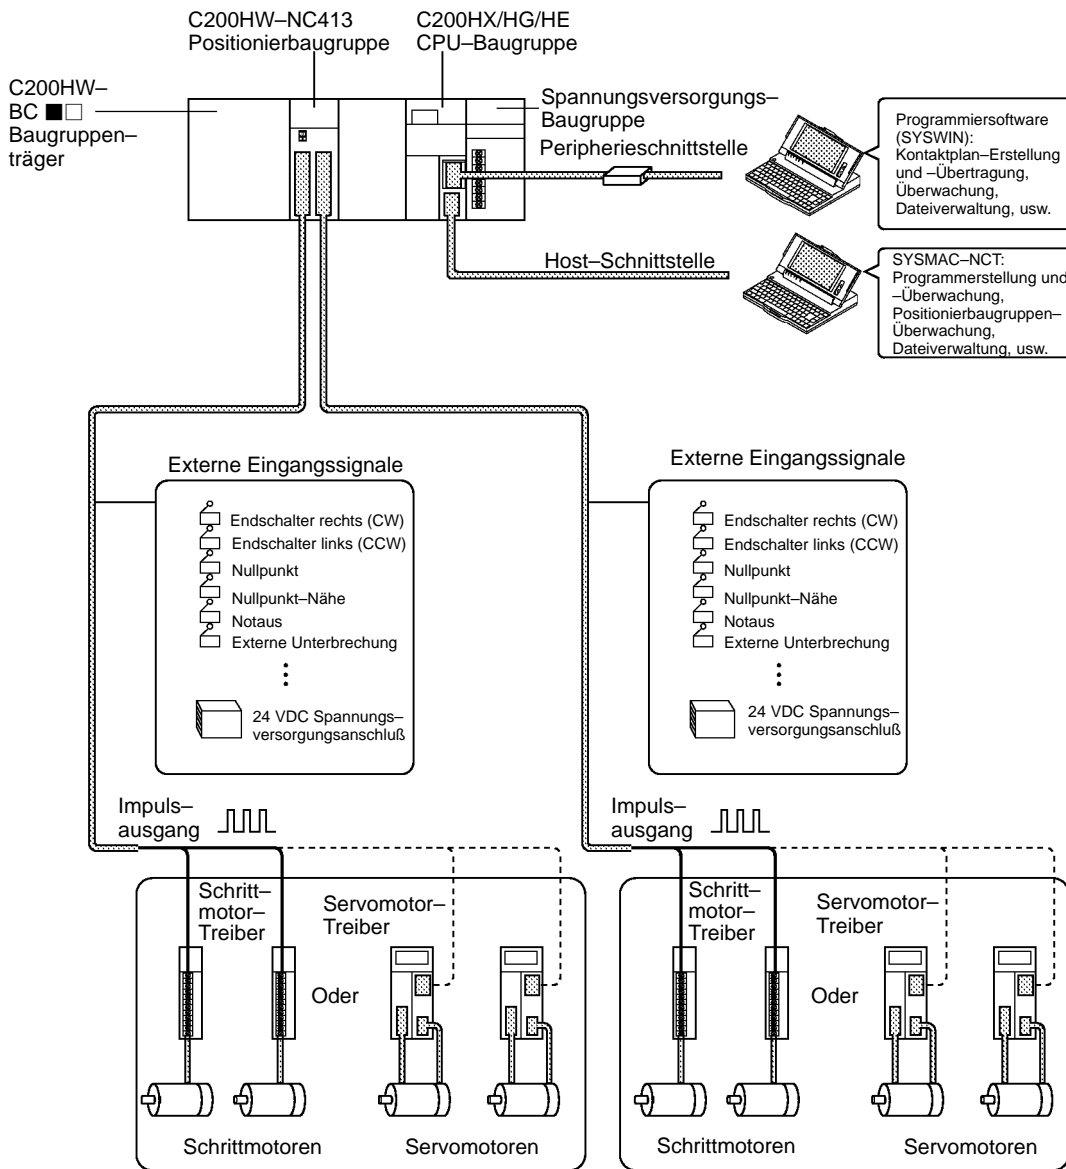 C200HW–NC413
Positionierbaugruppe
C200HX/HG/HE
CPU–Baugruppe
C200HW–
BC ■□
Baugruppen–
träger
Spannungsversorgungs–
Baugruppe
Peripherieschnittstelle
Programmiersoftware
(SYSWIN):
Kontaktplan–Erstellung
und –Übertragung,
Überwachung,
Dateiverwaltung, usw.
Host–Schnittstelle
SYSMAC–NCT:
Programmerstellung und
–Überwachung,
Positionierbaugruppen–
Überwachung,
Dateiverwaltung, usw.
Externe Eingangssignale
Endschalter rechts (CW)
Endschalter links (CCW)
Nullpunkt
Nullpunkt–Nähe
Notaus
Externe Unterbrechung
24 VDC Spannungs–
versorgungsanschluß
Externe Eingangssignale
Endschalter rechts (CW)
Endschalter links (CCW)
Nullpunkt
Nullpunkt–Nähe
Notaus
Externe Unterbrechung
24 VDC Spannungs–
versorgungsanschluß
Impuls–
ausgang
Schritt–
motor–
Treiber
Servomotor–
Treiber
Oder
Schrittmotoren
Servomotoren
Impuls–
ausgang
Schritt–
motor–
Treiber
Servomotor–
Treiber
Oder
Schrittmotoren
Servomotoren